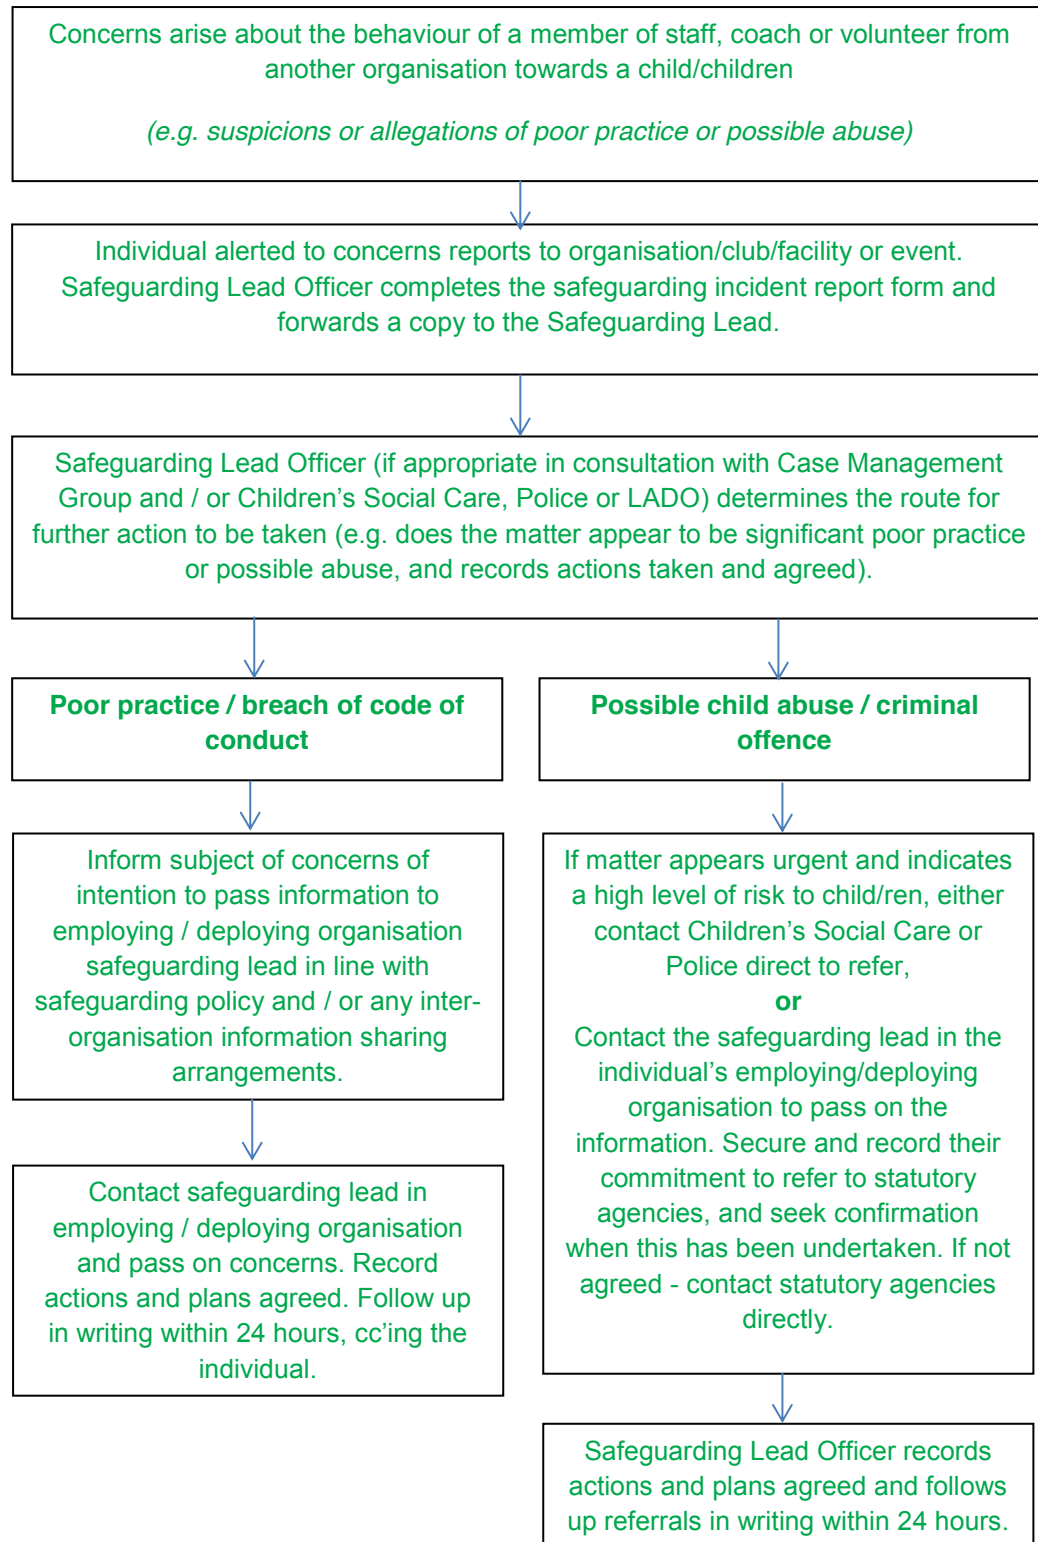 Concerns arise about the behaviour of a member of staff, coach or volunteer from
another organisation towards a child/children
(e.g. suspicions or allegations of poor practice or possible abuse)
Individual alerted to concerns reports to organisation/club/facility or event.
Safeguarding Lead Officer completes the safeguarding incident report form and
forwards a copy to the Safeguarding Lead.
Safeguarding Lead Officer (if appropriate in consultation with Case Management
Group and / or Children's Social Care, Police or LADO) determines the route for
further action to be taken (e.g. does the matter appear to be significant poor practice
or possible abuse, and records actions taken and agreed).
Poor practice / breach of code of
conduct
Inform subject of concerns of
intention to pass information to
employing / deploying organisation
safeguarding lead in line with
safeguarding policy and / or any inter-
organisation information sharing
arrangements.
Contact safeguarding lead in
employing / deploying organisation
and pass on concerns. Record
actions and plans agreed. Follow up
in writing within 24 hours, cc'ing the
individual.
Possible child abuse / criminal
offence
If matter appears urgent and indicates
a high level of risk to child/ren, either
contact Children's Social Care or
Police direct to refer,
or
Contact the safeguarding lead in the
individual's employing/deploying
organisation to pass on the
information. Secure and record their
commitment to refer to statutory
agencies, and seek confirmation
when this has been undertaken. If not
agreed - contact statutory agencies
directly.
Safeguarding Lead Officer records
actions and plans agreed and follows
up referrals in writing within 24 hours.